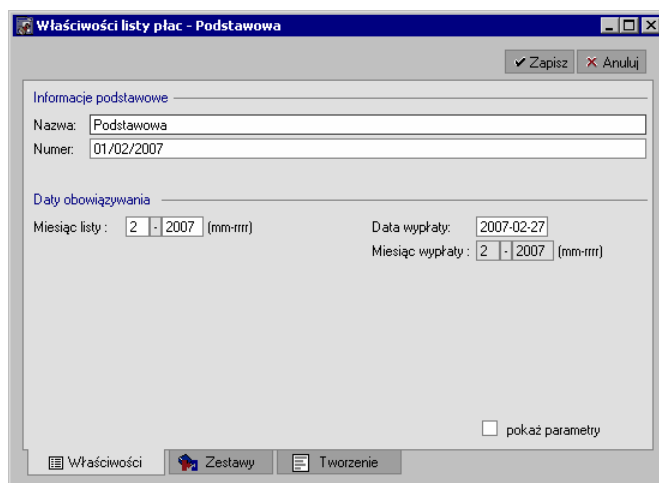 Właściwości listy płac - Podstawowa
Zapisz Anuluj
Informacje podstawowe
Nazwa: Podstawowa
Numer: 01/02/2007
Daty obowiązywania
Miesiąc listy : 2 - 2007 (mm-rrrr) Data wypłaty: 2007-02-27
Miesiąc wypłaty : 2 - 2007 (mm-rrrr)
pokaż parametry
Właściwości Zestawy Tworzenie